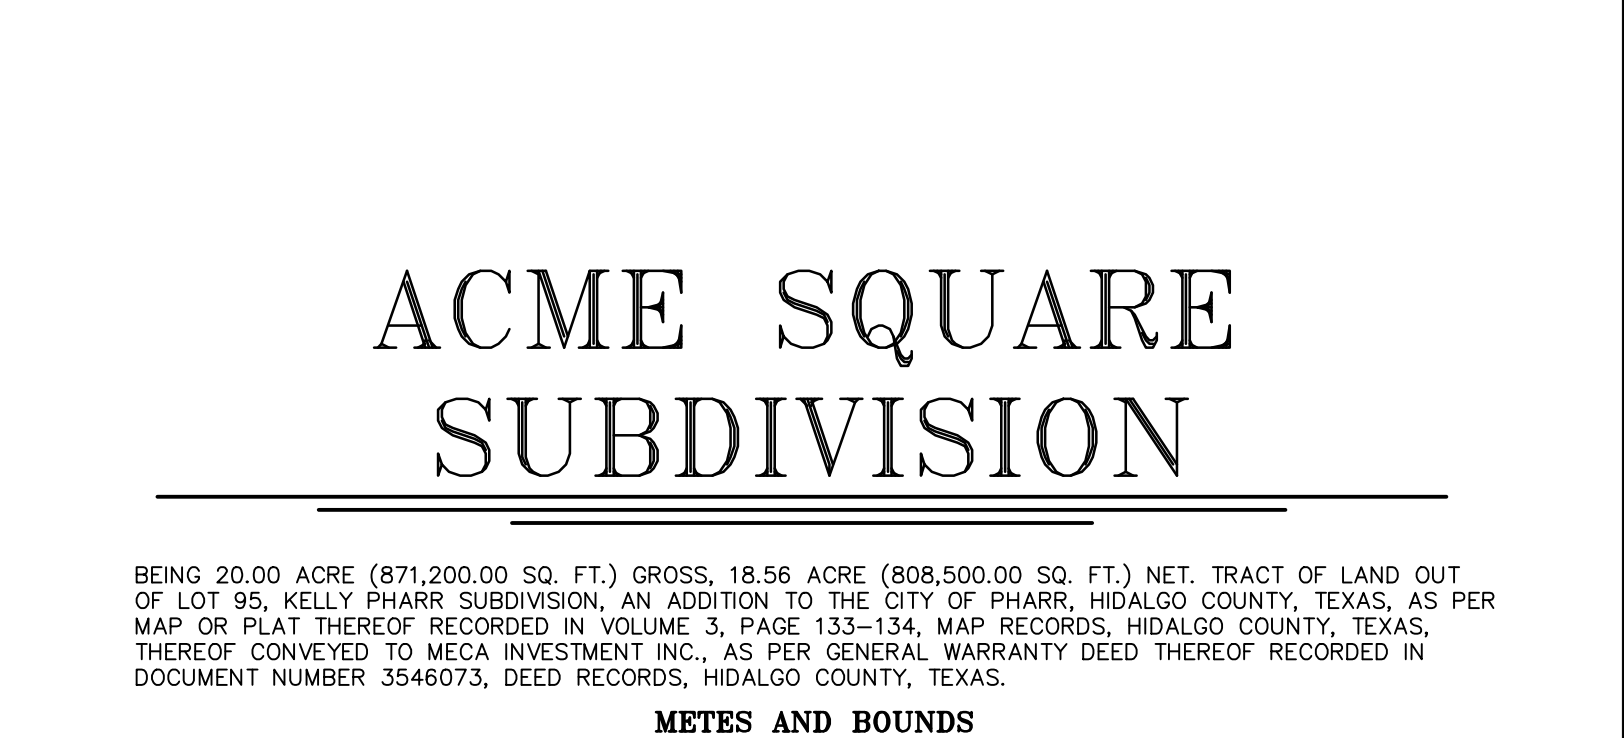 ACME SQUARE
SUBDIVISION
BEING 20.00 ACRE (871,200.00 SQ. FT.) GROSS, 18.56 ACRE (808,500.00 SQ. FT.) NET. TRACT OF LAND OUT
OF LOT 95, KELLY PHARR SUBDIVISION, AN ADDITION TO THE CITY OF PHARR, HIDALGO COUNTY, TEXAS, AS PER
MAP OR PLAT THEREOF RECORDED IN VOLUME 3, PAGE 133–134, MAP RECORDS, HIDALGO COUNTY, TEXAS,
THEREOF CONVEYED TO MECA INVESTMENT INC., AS PER GENERAL WARRANTY DEED THEREOF RECORDED IN
DOCUMENT NUMBER 3546073, DEED RECORDS, HIDALGO COUNTY, TEXAS.
METES AND BOUNDS